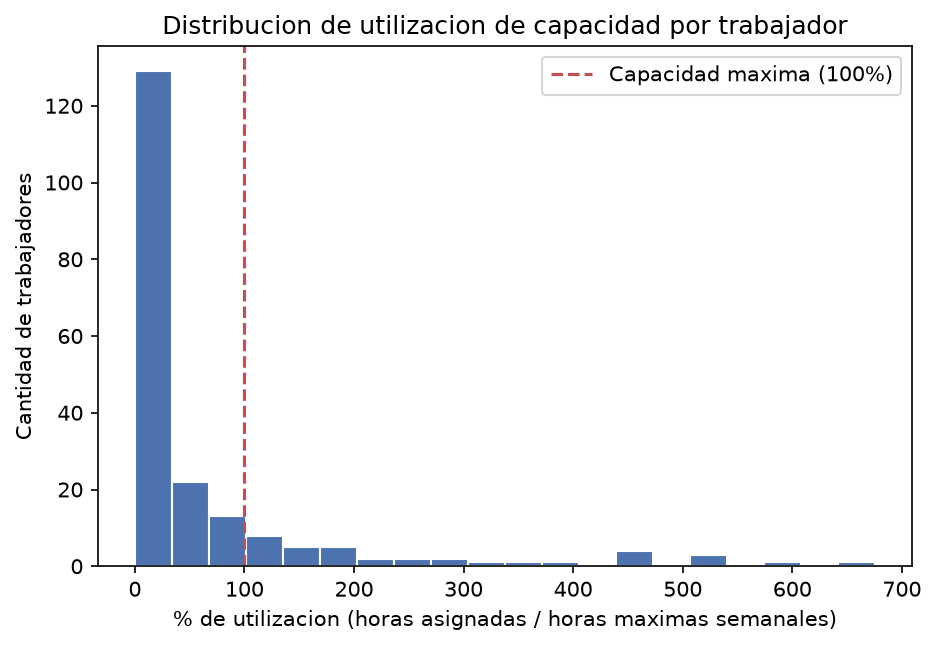 Distribucion de utilizacion de capacidad por trabajador
Capacidad maxima (100%)
Cantidad de trabajadores
120
100
80
60
40
20
0
0 100 200 300 400 500 600 700
% de utilizacion (horas asignadas / horas maximas semanales)